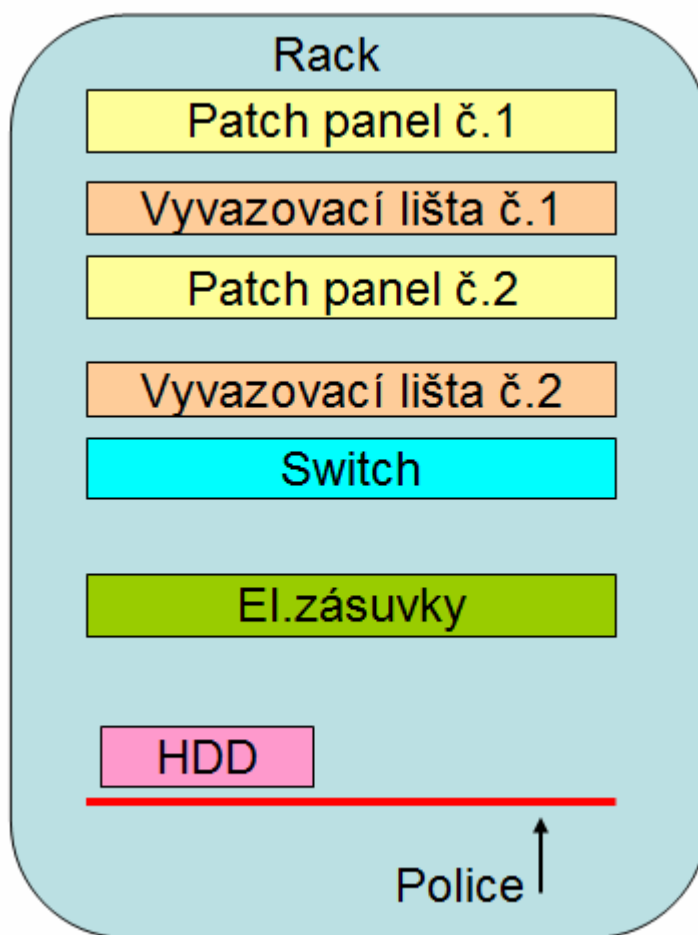 Rack
Patch panel č.1
Vyvazovací lišta č.1
Patch panel č.2
Vyvazovací lišta č.2
Switch
El.zásuvky
HDD
Police